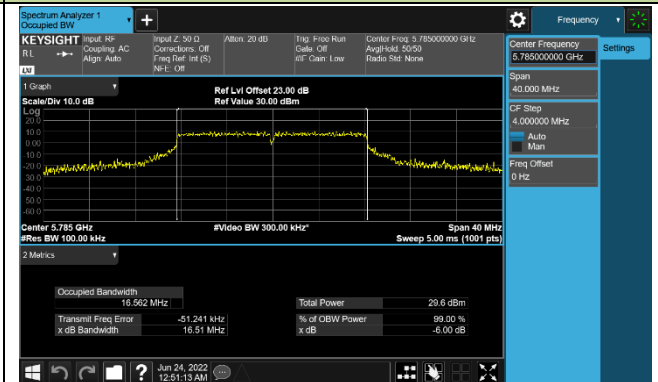 Spectrum Analyzer 1
Occupied BW
+
Frequency
KEYSIGHT
RL
LXI
Input: RF
Coupling: AC
Align: Auto
Input Z: 50 Ω
Corrections: Off
Freq Ref: Int (S)
NFE: Off
Atten: 20 dB
Trig: Free Run
Gate: Off
#IF Gain: Low
Center Freq: 5.785000000 GHz
Avg|Hold: 50/50
Radio Std: None
Center Frequency
5.785000000 GHz
Settings
Span
40.000 MHz
CF Step
4.000000 MHz
Auto
Man
Freq Offset
0 Hz
1 Graph
Scale/Div 10.0 dB
Ref Lvl Offset 23.00 dB
Ref Value 30.00 dBm
Log
20.0
10.0
0.00
-10.0
-20.0
-30.0
-40.0
-50.0
-60.0
Center 5.785 GHz
#Res BW 100.00 kHz
#Video BW 300.00 kHz*
Span 40 MHz
Sweep 5.00 ms (1001 pts)
2 Metrics
Occupied Bandwidth
16.562 MHz
Total Power 29.6 dBm
Transmit Freq Error -51.241 kHz
% of OBW Power 99.00 %
x dB Bandwidth 16.51 MHz
x dB -6.00 dB
?
Jun 24, 2022
12:51:13 AM